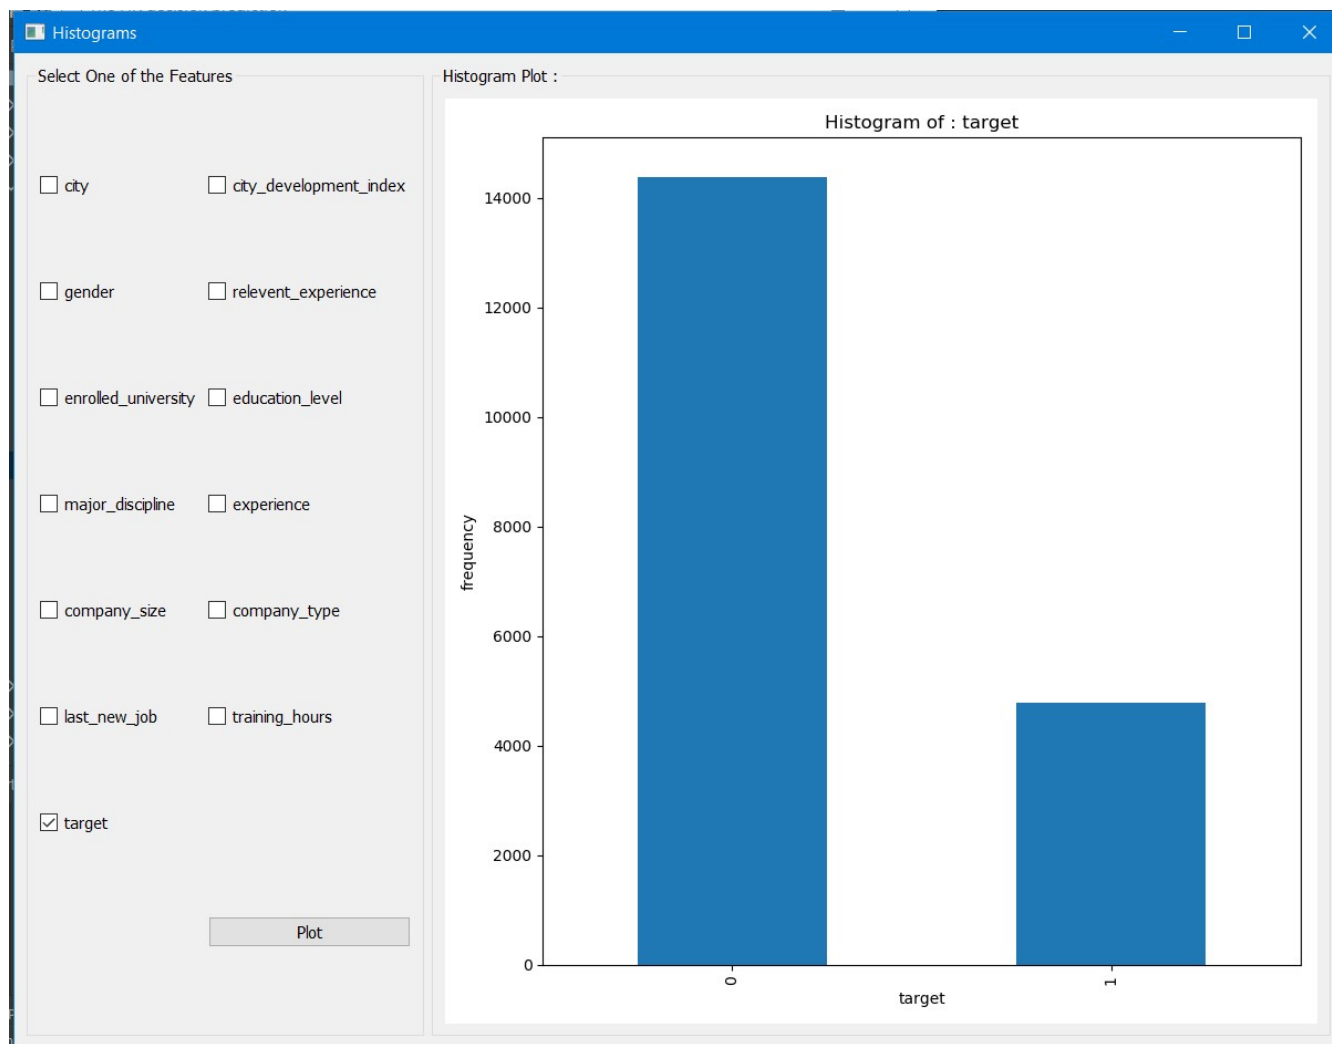 Histograms
Select One of the Features
city
city_development_index
gender
relevent_experience
enrolled_university
education_level
major_discipline
experience
company_size
company_type
last_new_job
training_hours
target
Plot
Histogram Plot :
Histogram of : target
14000
12000
10000
8000
6000
4000
2000
0
frequency
0
1
target